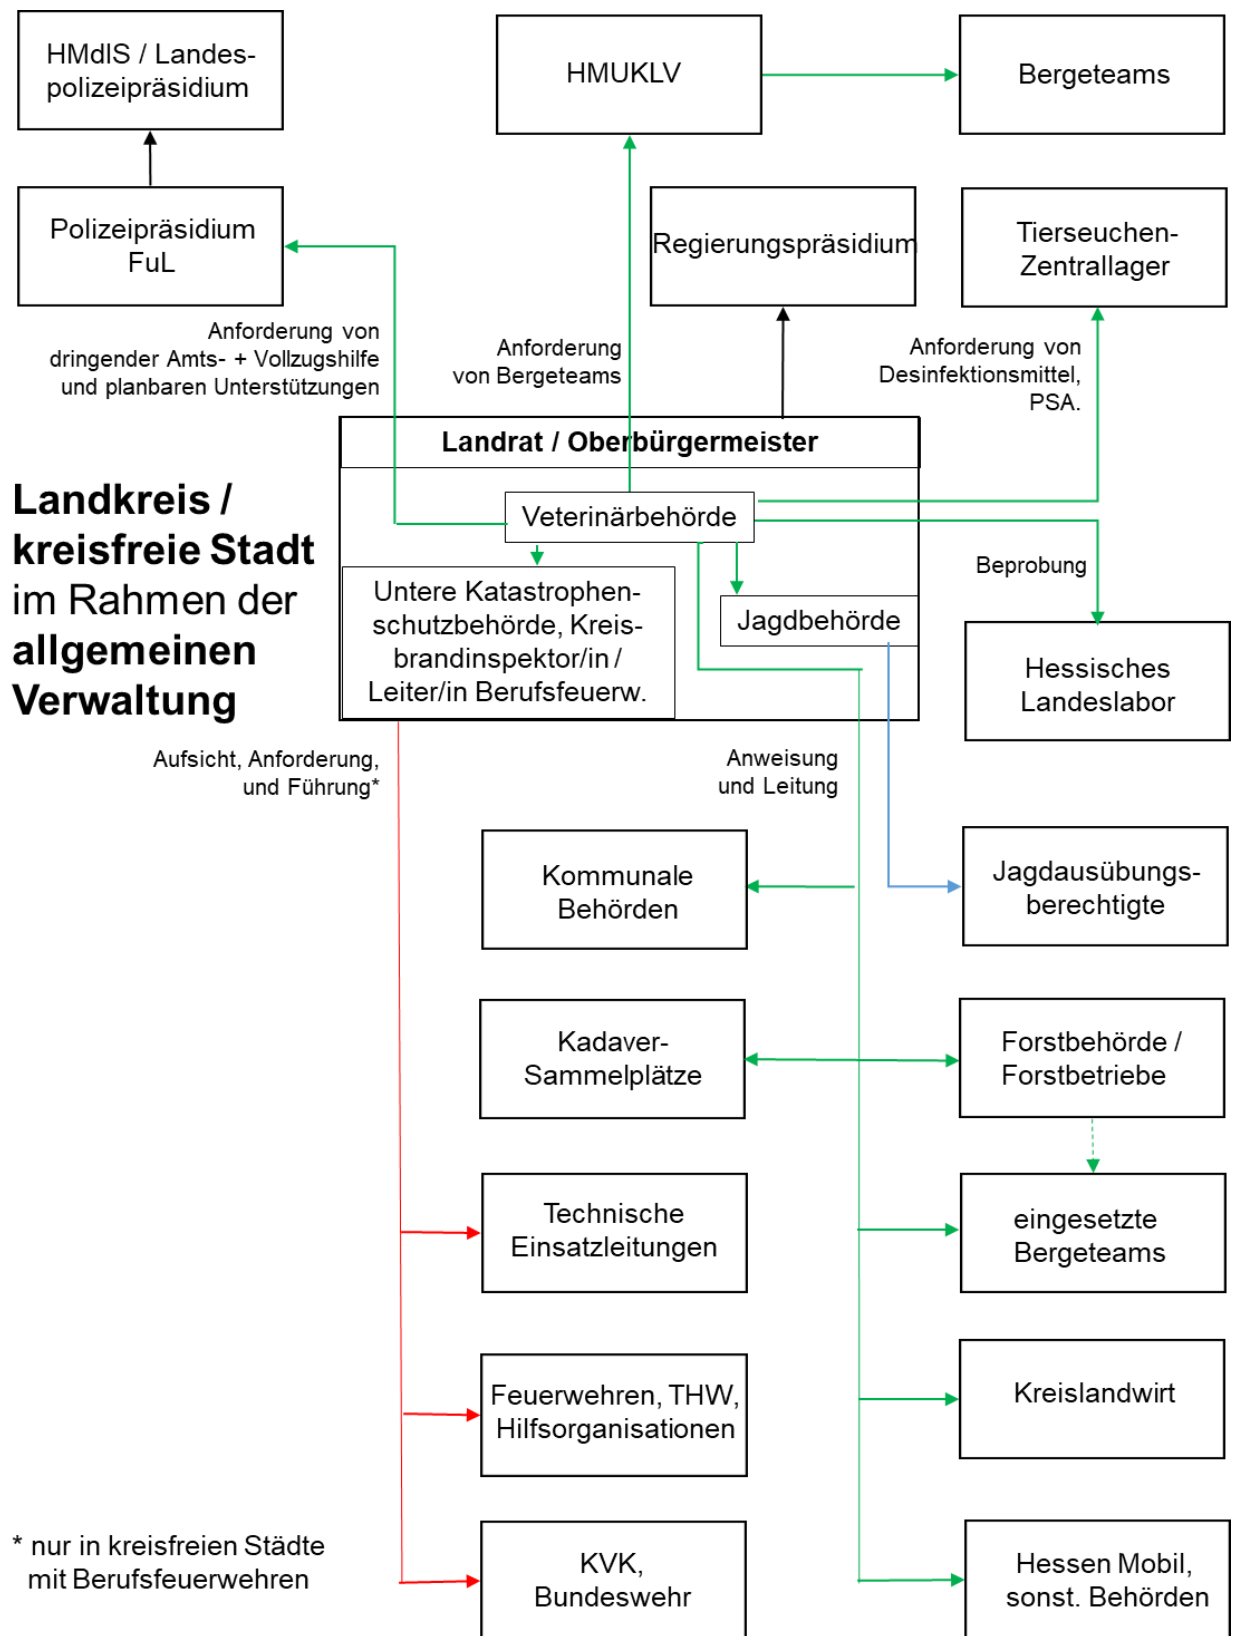 HMdIS / Landes-
polizeipräsidium
HMUKLV
Bergeteams
Polizeipräsidium
FuL
Regierungspräsidium
Tierseuchen-
Zentrallager
Anforderung von
dringender Amts- + Vollzugshilfe
und planbaren Unterstützungen
Anforderung
von Bergeteams
Anforderung von
Desinfektionsmittel,
PSA.
Landrat / Oberbürgermeister
Landkreis /
kreisfreie Stadt
im Rahmen der
allgemeinen
Verwaltung
Veterinärbehörde
Untere Katastrophen-
schutzbehörde, Kreis-
brandinspektor/in /
Leiter/in Berufsfeuerw.
Jagdbehörde
Beprobung
Hessisches
Landeslabor
Aufsicht, Anforderung,
und Führung*
Anweisung
und Leitung
Kommunale
Behörden
Jagdausübungs-
berechtigte
Kadaver-
Sammelplätze
Forstbehörde /
Forstbetriebe
Technische
Einsatzleitungen
eingesetzte
Bergeteams
Feuerwehren, THW,
Hilfsorganisationen
Kreislandwirt
* nur in kreisfreien Städte
mit Berufsfeuerwehren
KVK,
Bundeswehr
Hessen Mobil,
sonst. Behörden